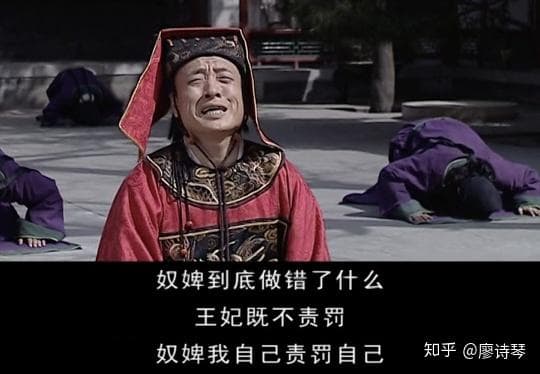 奴婢到底做错了什么
王妃既不责罚
奴婢我自己责罚自己
知乎 @廖诗琴